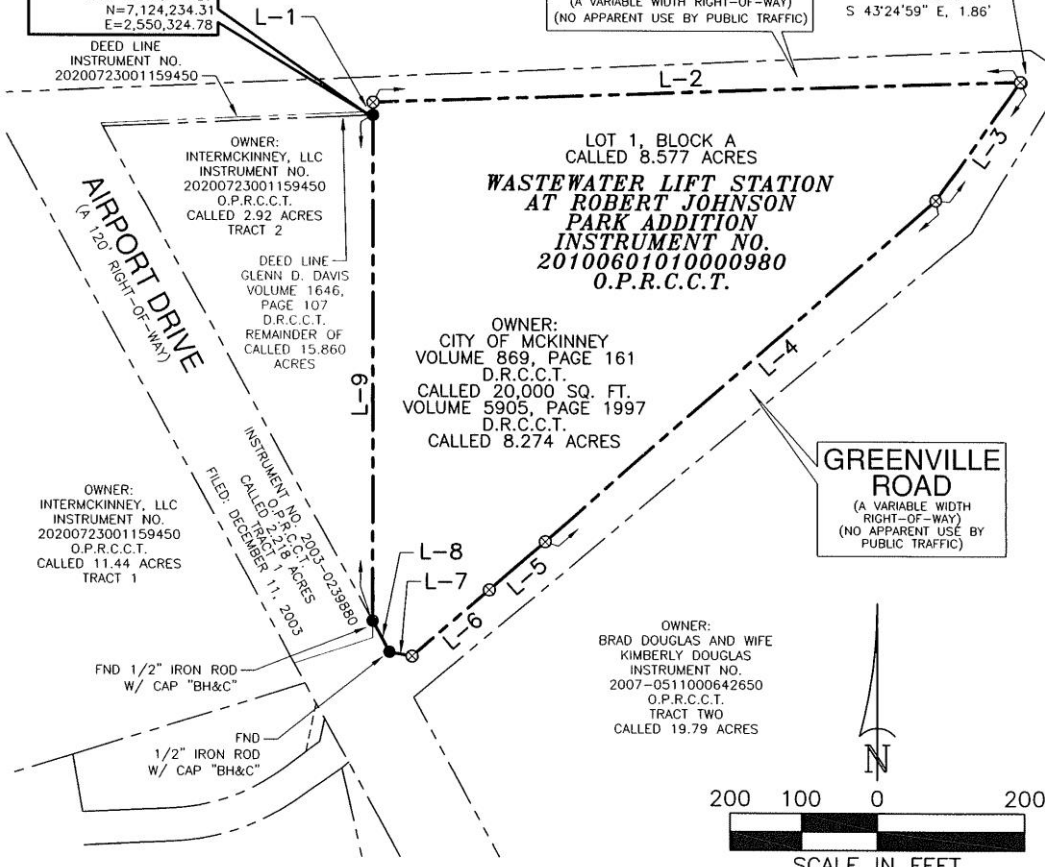 N=7,124,234.31
E=2,550,324.78
L-1
(A VARIABLE WIDTH RIGHT-OF-WAY)
(NO APPARENT USE BY PUBLIC TRAFFIC)
S 43°24'59" E, 1.86'
DEED LINE
INSTRUMENT NO.
20200723001159450
L-2
L-3
OWNER:
INTERMCKINNEY, LLC
INSTRUMENT NO.
20200723001159450
O.P.R.C.C.T.
CALLED 2.92 ACRES
TRACT 2
LOT 1, BLOCK A
CALLED 8.577 ACRES
WASTEWATER LIFT STATION
AT ROBERT JOHNSON
PARK ADDITION
INSTRUMENT NO.
20100601010000980
O.P.R.C.C.T.
AIRPORT DRIVE
(A 120' RIGHT-OF-WAY)
DEED LINE
GLENN D. DAVIS
VOLUME 1646,
PAGE 107
D.R.C.C.T.
REMAINDER OF
CALLED 15.860
ACRES
L-9
OWNER:
CITY OF MCKINNEY
VOLUME 869, PAGE 161
D.R.C.C.T.
CALLED 20,000 SQ. FT.
VOLUME 5905, PAGE 1997
D.R.C.C.T.
CALLED 8.274 ACRES
L-4
GREENVILLE
ROAD
(A VARIABLE WIDTH
RIGHT-OF-WAY)
(NO APPARENT USE BY
PUBLIC TRAFFIC)
INSTRUMENT NO. 2003-0239880
O.P.R.C.C.T.
CALLED 2.218 ACRES
TRACT 1
FILED: DECEMBER 11, 2003
OWNER:
INTERMCKINNEY, LLC
INSTRUMENT NO.
20200723001159450
O.P.R.C.C.T.
CALLED 11.44 ACRES
TRACT 1
L-8
L-7
L-5
L-6
FND 1/2" IRON ROD
W/ CAP "BH&C"
FND
1/2" IRON ROD
W/ CAP "BH&C"
OWNER:
BRAD DOUGLAS AND WIFE
KIMBERLY DOUGLAS
INSTRUMENT NO.
2007-0511000642650
O.P.R.C.C.T.
TRACT TWO
CALLED 19.79 ACRES
N
200 100 0 200
SCALE IN FEET